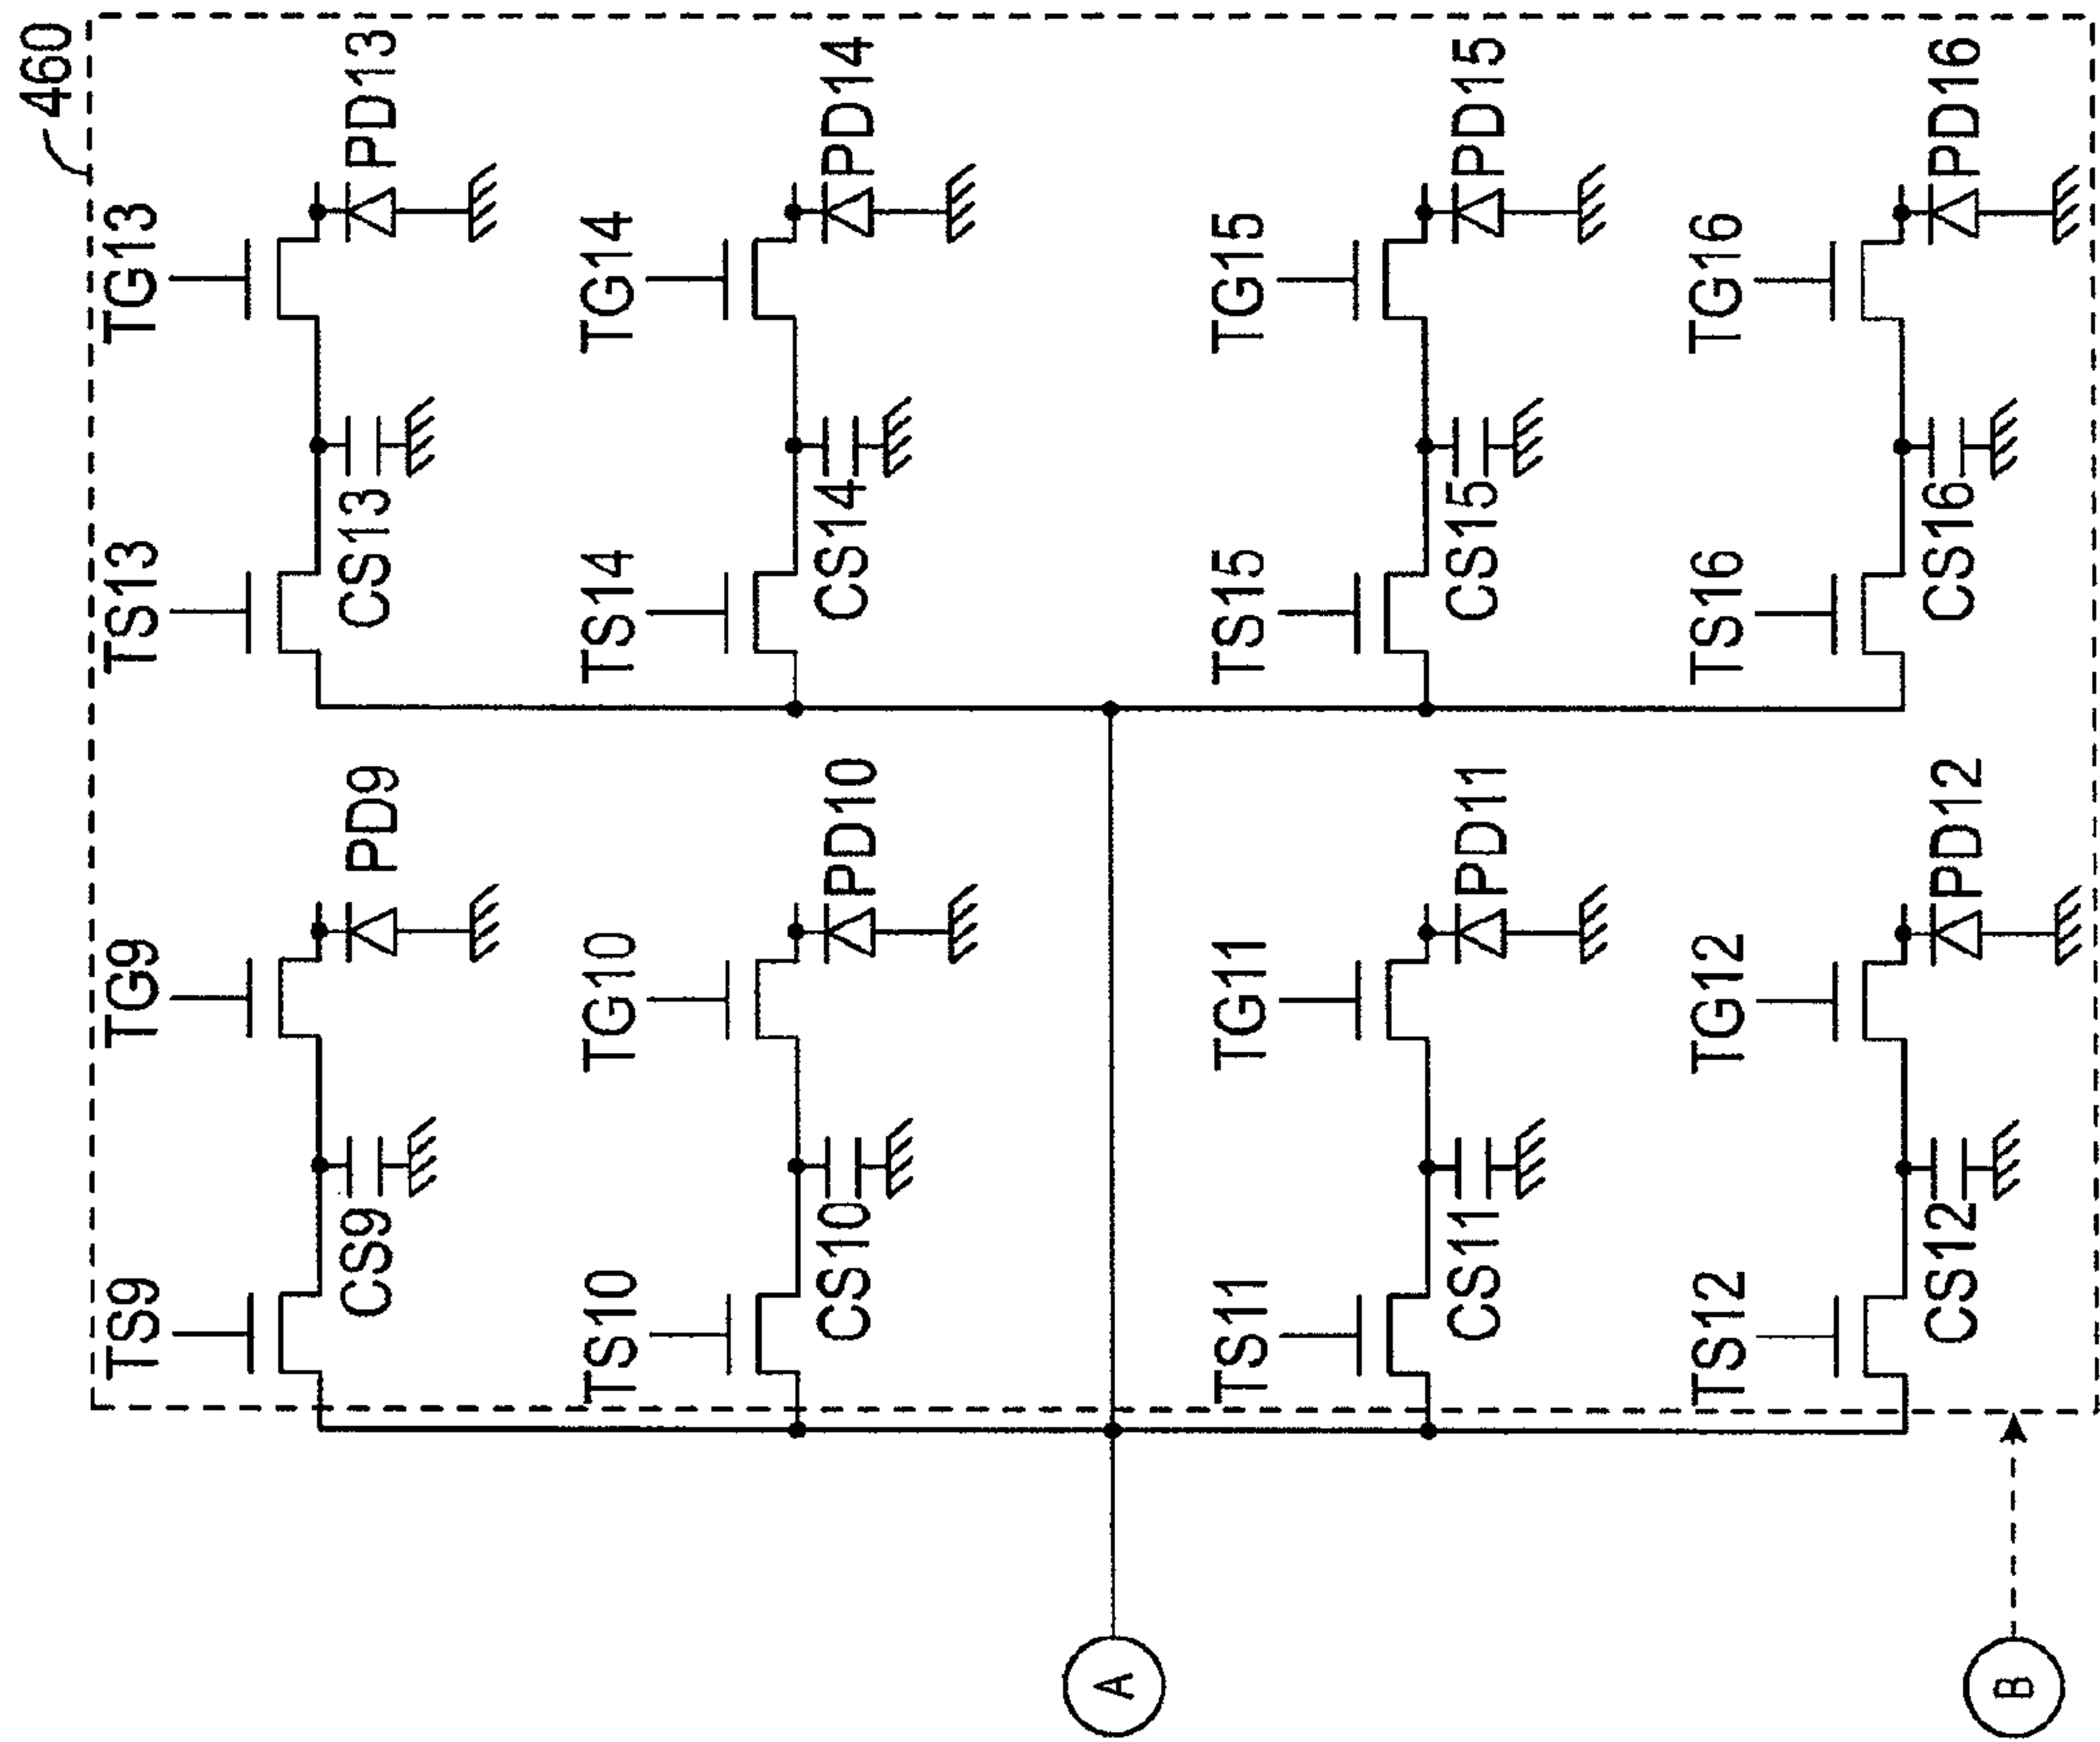 460
TS13
TG13
CS13
PD13
TS14
TG14
CS14
PD14
TS15
TG15
CS15
PD15
TS16
TG16
CS16
PD16
TS9
TG9
CS9
PD9
TS10
TG10
CS10
PD10
TS11
TG11
CS11
PD11
TS12
TG12
CS12
PD12
A
B